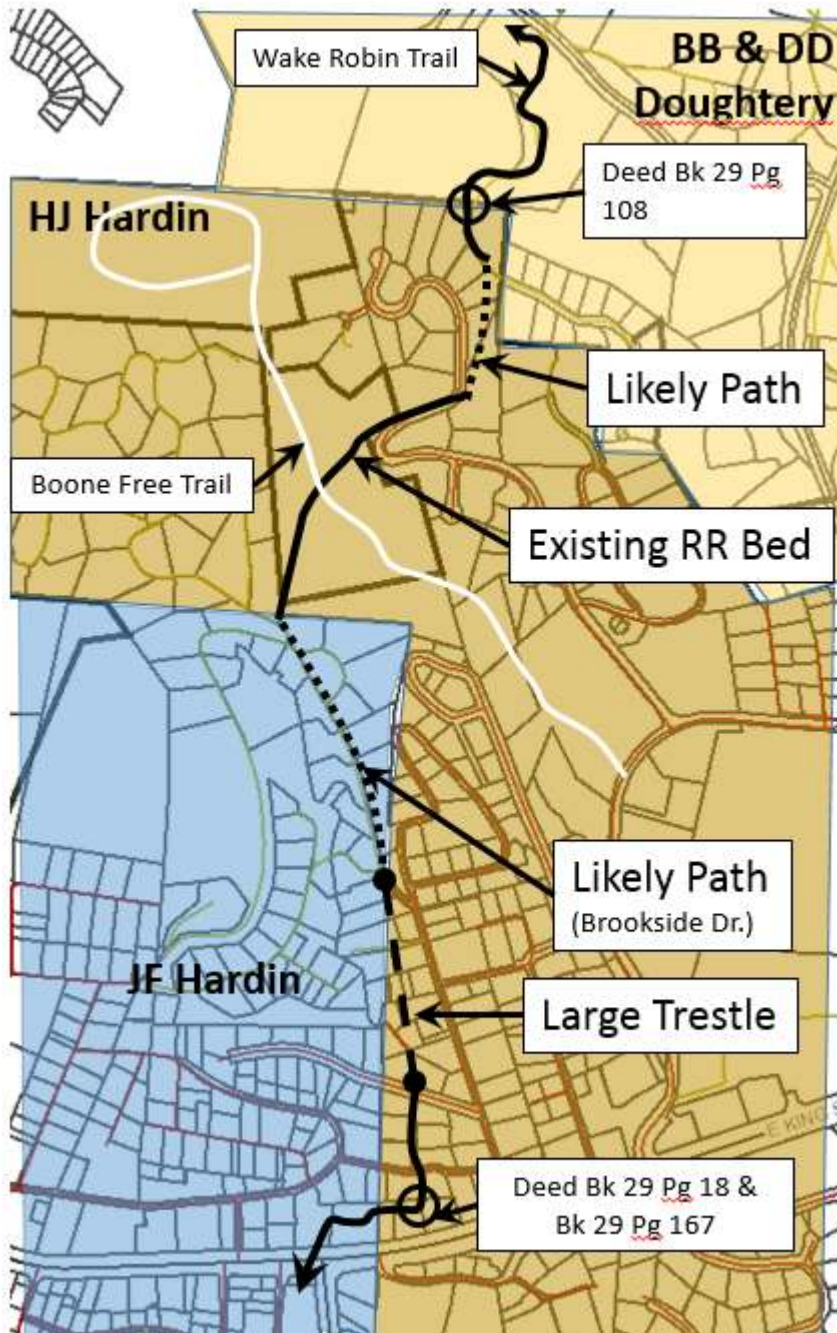 Wake Robin Trail
BB & DD
Doughtery
Deed Bk 29 Pg
108
HJ Hardin
Likely Path
Boone Free Trail
Existing RR Bed
Likely Path
(Brookside Dr.)
JF Hardin
Large Trestle
E KING
Deed Bk 29 Pg 18 &
Bk 29 Pg 167